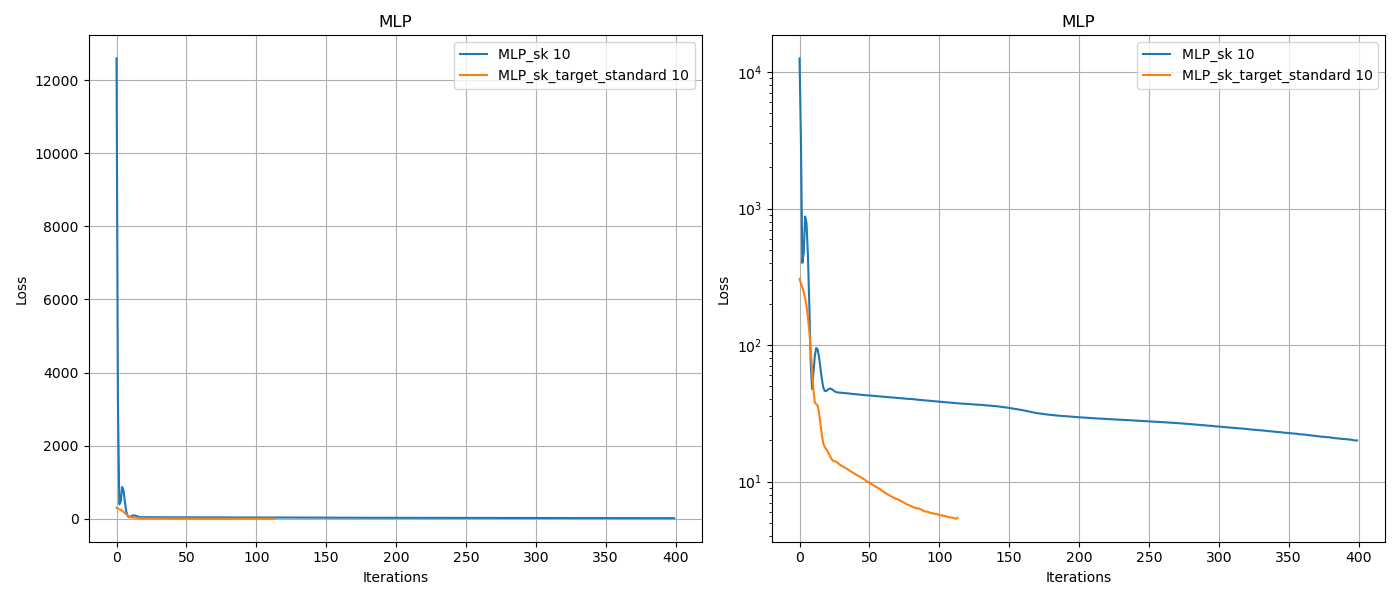 MLP
MLP_sk 10
MLP_sk_target_standard 10
12000
10000
8000
6000
4000
2000
0
Loss
0 50 100 150 200 250 300 350 400
Iterations
MLP
MLP_sk 10
MLP_sk_target_standard 10
10⁴
10³
10²
10¹
Loss
0 50 100 150 200 250 300 350 400
Iterations